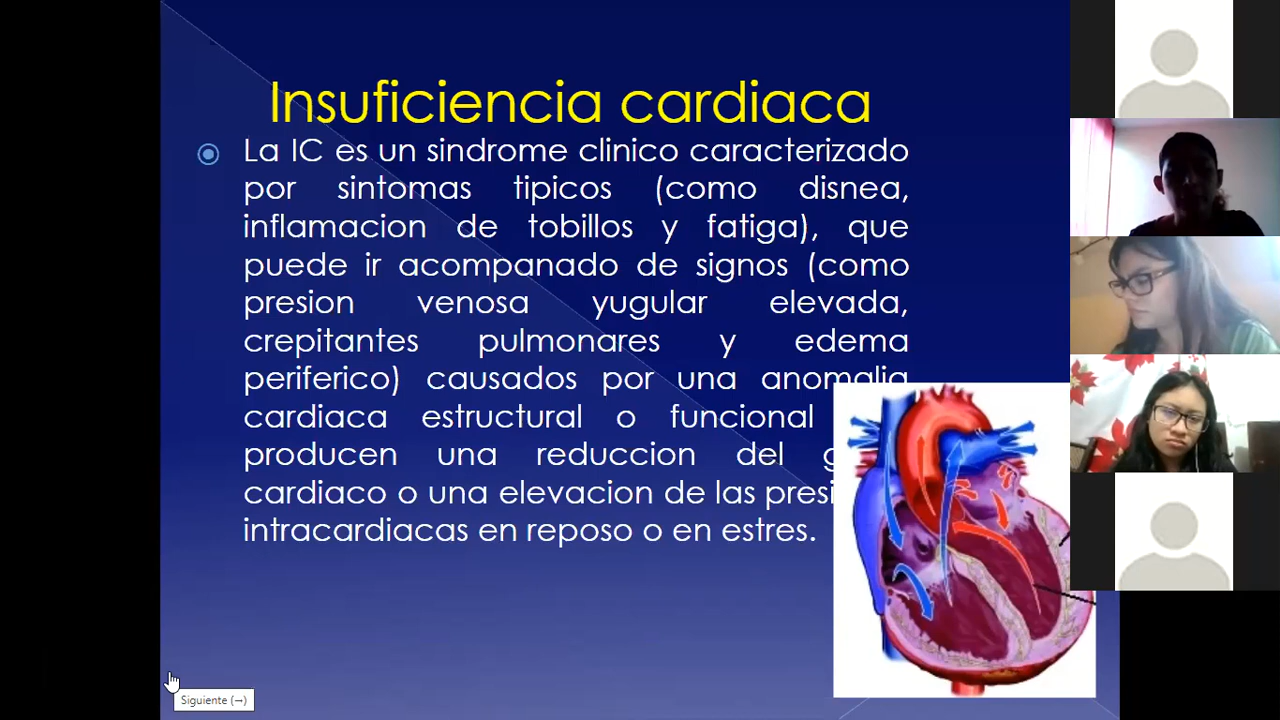 Insuficiencia cardiaca
La IC es un sindrome clinico caracterizado
por sintomas tipicos (como disnea,
inflamacion de tobillos y fatiga), que
puede ir acompanado de signos (como
presion venosa yugular elevada,
crepitantes pulmonares y edema
periferico) causados por una anomalia
cardiaca estructural o funcional
producen una reduccion del
cardiaco o una elevacion de las
intracardiacas en reposo o en estres.
Siguiente (→)